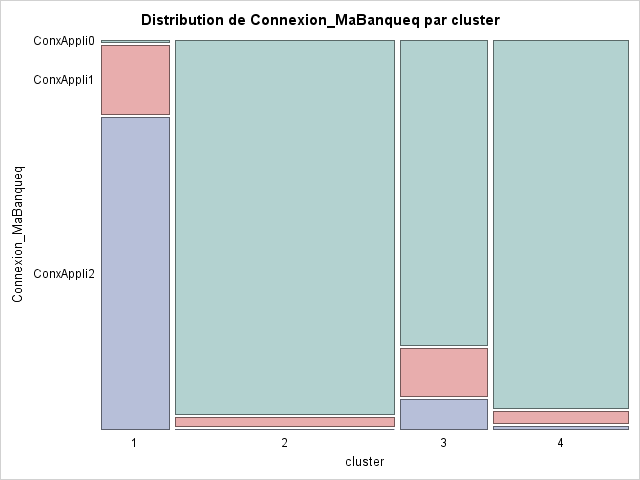 Distribution de Connexion_MaBanqueq par cluster
ConxAppli0
ConxAppli1
ConxAppli2
Connexion_MaBanqueq
1 2 3 4
cluster